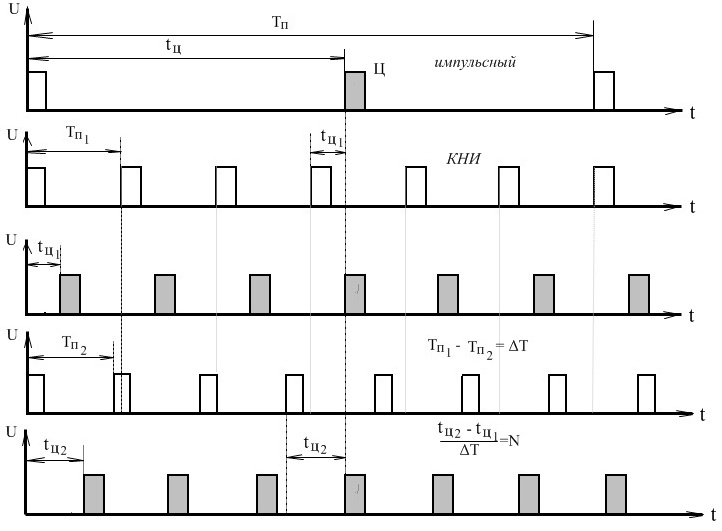 U
Tп
tц
Ц
импульсный
t
U
Tп1
tц1
КНИ
t
U
tц1
t
U
Tп2
Tп1 - Tп2 = ΔT
t
U
tц2
tц2
tц2 - tц1
ΔT
=N
t